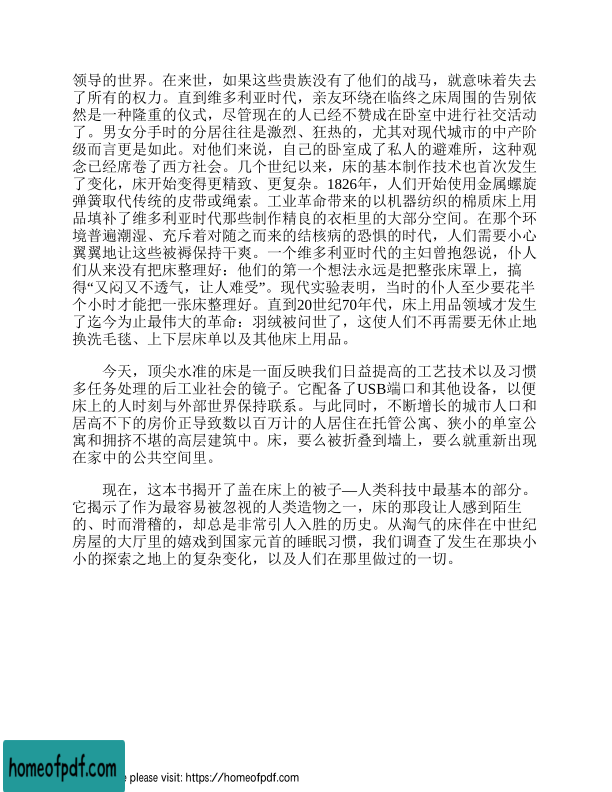 领导的世界。在来世，如果这些贵族没有了他们的战马，就意味着失去
了所有的权力。直到维多利亚时代，亲友环绕在临终之床周围的告别依
然是一种隆重的仪式，尽管现在的人已经不赞成在卧室中进行社交活动
了。男女分手时的分居往往是激烈、狂热的，尤其对现代城市的中产阶
级而言更是如此。对他们来说，自己的卧室成了私人的避难所，这种观
念已经席卷了西方社会。几个世纪以来，床的基本制作技术也首次发生
了变化，床开始变得更精致、更复杂。1826年，人们开始使用金属螺旋
弹簧取代传统的皮带或绳索。工业革命带来的以机器纺织的棉质床上用
品填补了维多利亚时代那些制作精良的衣柜里的大部分空间。在那个环
境普遍潮湿、充斥着对随之而来的结核病的恐惧的时代，人们需要小心
翼翼地让这些被褥保持干爽。一个维多利亚时代的主妇曾抱怨说，仆人
们从来没有把床整理好：他们的第一个想法永远是把整张床罩上，搞
得“又闷又不透气，让人难受”。现代实验表明，当时的仆人至少要花半
个小时才能把一张床整理好。直到20世纪70年代，床上用品领域才发生
了迄今为止最伟大的革命：羽绒被问世了，这使人们不再需要无休止地
换洗毛毯、上下层床单以及其他床上用品。
今天，顶尖水准的床是一面反映我们日益提高的工艺技术以及习惯
多任务处理的后工业社会的镜子。它配备了USB端口和其他设备，以便
床上的人时刻与外部世界保持联系。与此同时，不断增长的城市人口和
居高不下的房价正导致数以百万计的人居住在托管公寓、狭小的单室公
寓和拥挤不堪的高层建筑中。床，要么被折叠到墙上，要么就重新出现
在家中的公共空间里。
现在，这本书揭开了盖在床上的被子—人类科技中最基本的部分。
它揭示了作为最容易被忽视的人类造物之一，床的那段让人感到陌生
的、时而滑稽的，却总是非常引人入胜的历史。从淘气的床伴在中世纪
房屋的大厅里的嬉戏到国家元首的睡眠习惯，我们调查了发生在那块小
小的探索之地上的复杂变化，以及人们在那里做过的一切。
homeofpdf.com
please visit: https://homeofpdf.com